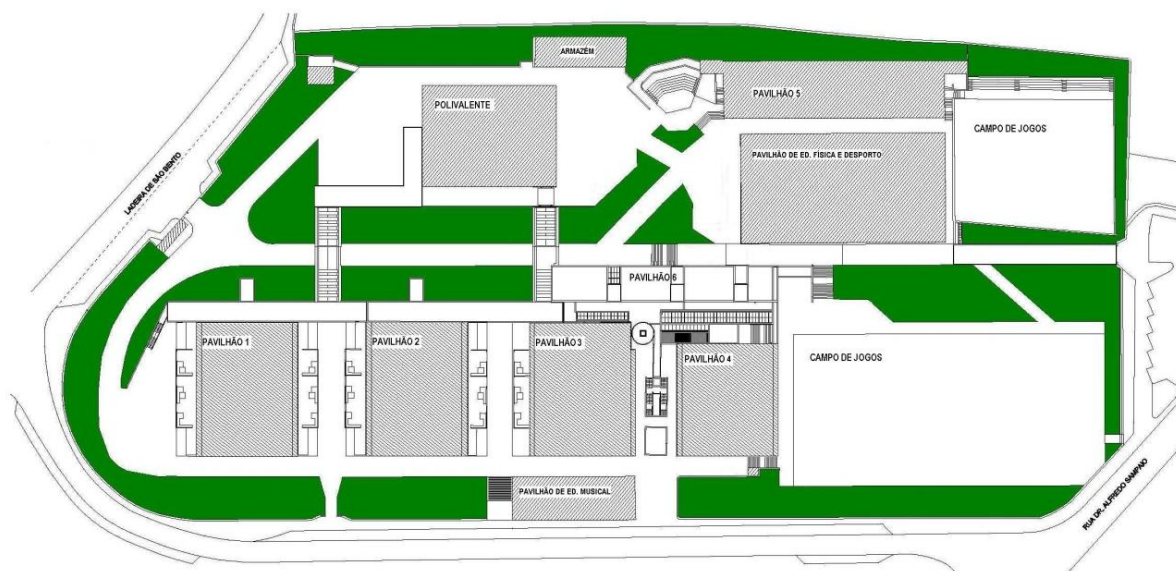 ARMAZÉM
POLIVALENTE
PAVILHÃO 5
CAMPO DE JOGOS
PAVILHÃO DE ED. FÍSICA E DESPORTO
LADEIRA DE SÃO BENTO
PAVILHÃO 6
PAVILHÃO 1
PAVILHÃO 2
PAVILHÃO 3
PAVILHÃO 4
CAMPO DE JOGOS
PAVILHÃO DE ED. MUSICAL
RUA DR. ALFREDO SAMPAIO